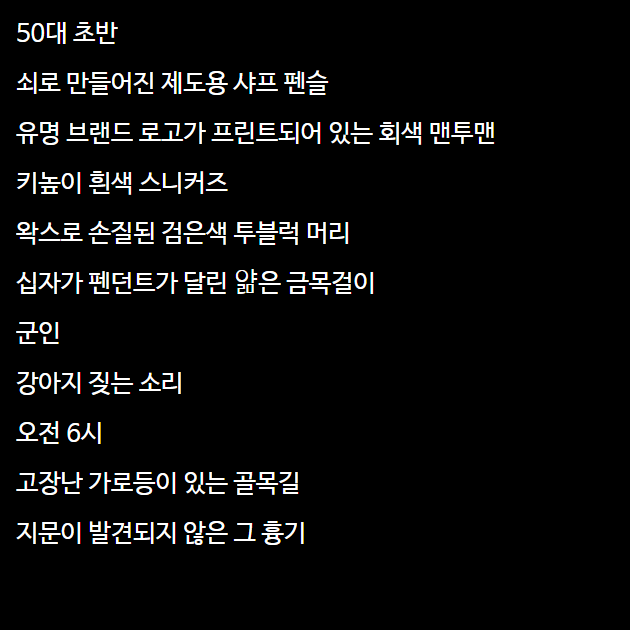 50대 초반
쇠로 만들어진 제도용 샤프 펜슬
유명 브랜드 로고가 프린트되어 있는 회색 맨투맨
키높이 흰색 스니커즈
왁스로 손질된 검은색 투블럭 머리
십자가 펜던트가 달린 얇은 금목걸이
군인
강아지 짖는 소리
오전 6시
고장난 가로등이 있는 골목길
지문이 발견되지 않은 그 흉기